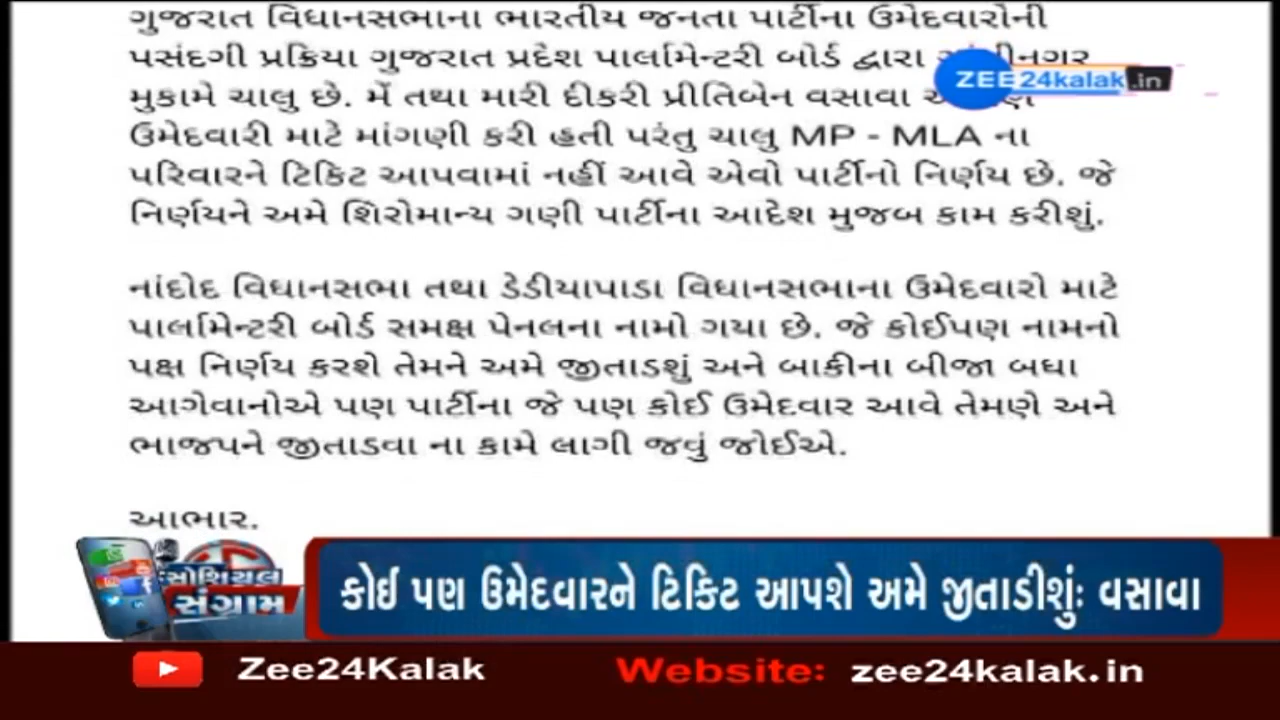 ગુજરાત વિધાનસભાના ભારતીય જનતા પાર્ટીના ઉમેદવારોની
પસંદગી પ્રક્રિયા ગુજરાત પ્રદેશ પાર્લામેન્ટરી બોર્ડ દ્વારા
ZEE24kalak.in
મુકામે ચાલુ છે. મેં તથા મારી દીકરી પ્રીતિબેન વસાવા
ઉમેદવારી માટે માંગણી કરી હતી પરંતુ ચાલુ MP - MLA ના
પરિવારને ટિકિટ આપવામાં નહીં આવે એવો પાર્ટીનો નિર્ણય છે. જે
નિર્ણયને અમે શિરોમાન્ય ગણી પાર્ટીના આદેશ મુજબ કામ કરીશું.
નાંદોદ વિધાનસભા તથા ડેડીયાપાડા વિધાનસભાના ઉમેદવારો માટે
પાર્લામેન્ટરી બોર્ડ સમક્ષ પેનલના નામો ગયા છે. જે કોઈપણ નામનો
પક્ષ નિર્ણય કરશે તેમને અમે જીતાડશું અને બાકીના બીજા બધા
આગેવાનોએ પણ પાર્ટીના જે પણ કોઈ ઉમેદવાર આવે તેમણે અને
ભાજપને જીતાડવા ના કામે લાગી જવું જોઈએ.
આભાર.
સોશિયલ
સંગ્રામ
કોઈ પણ ઉમેદવારને ટિકિટ આપશે અમે જીતાડીશુંઃ વસાવા
Zee24Kalak
Website: zee24kalak.in